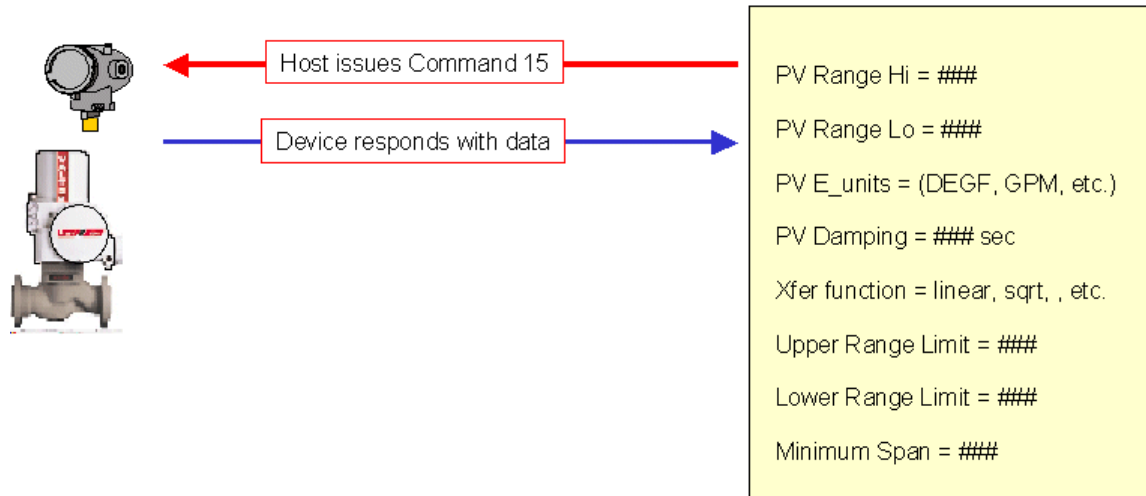 Host issues Command 15
Device responds with data
PV Range Hi = ###
PV Range Lo = ###
PV E_units = (DEGF, GPM, etc.)
PV Damping = ### sec
Xfer function = linear, sqrt, , etc.
Upper Range Limit = ###
Lower Range Limit = ###
Minimum Span = ###